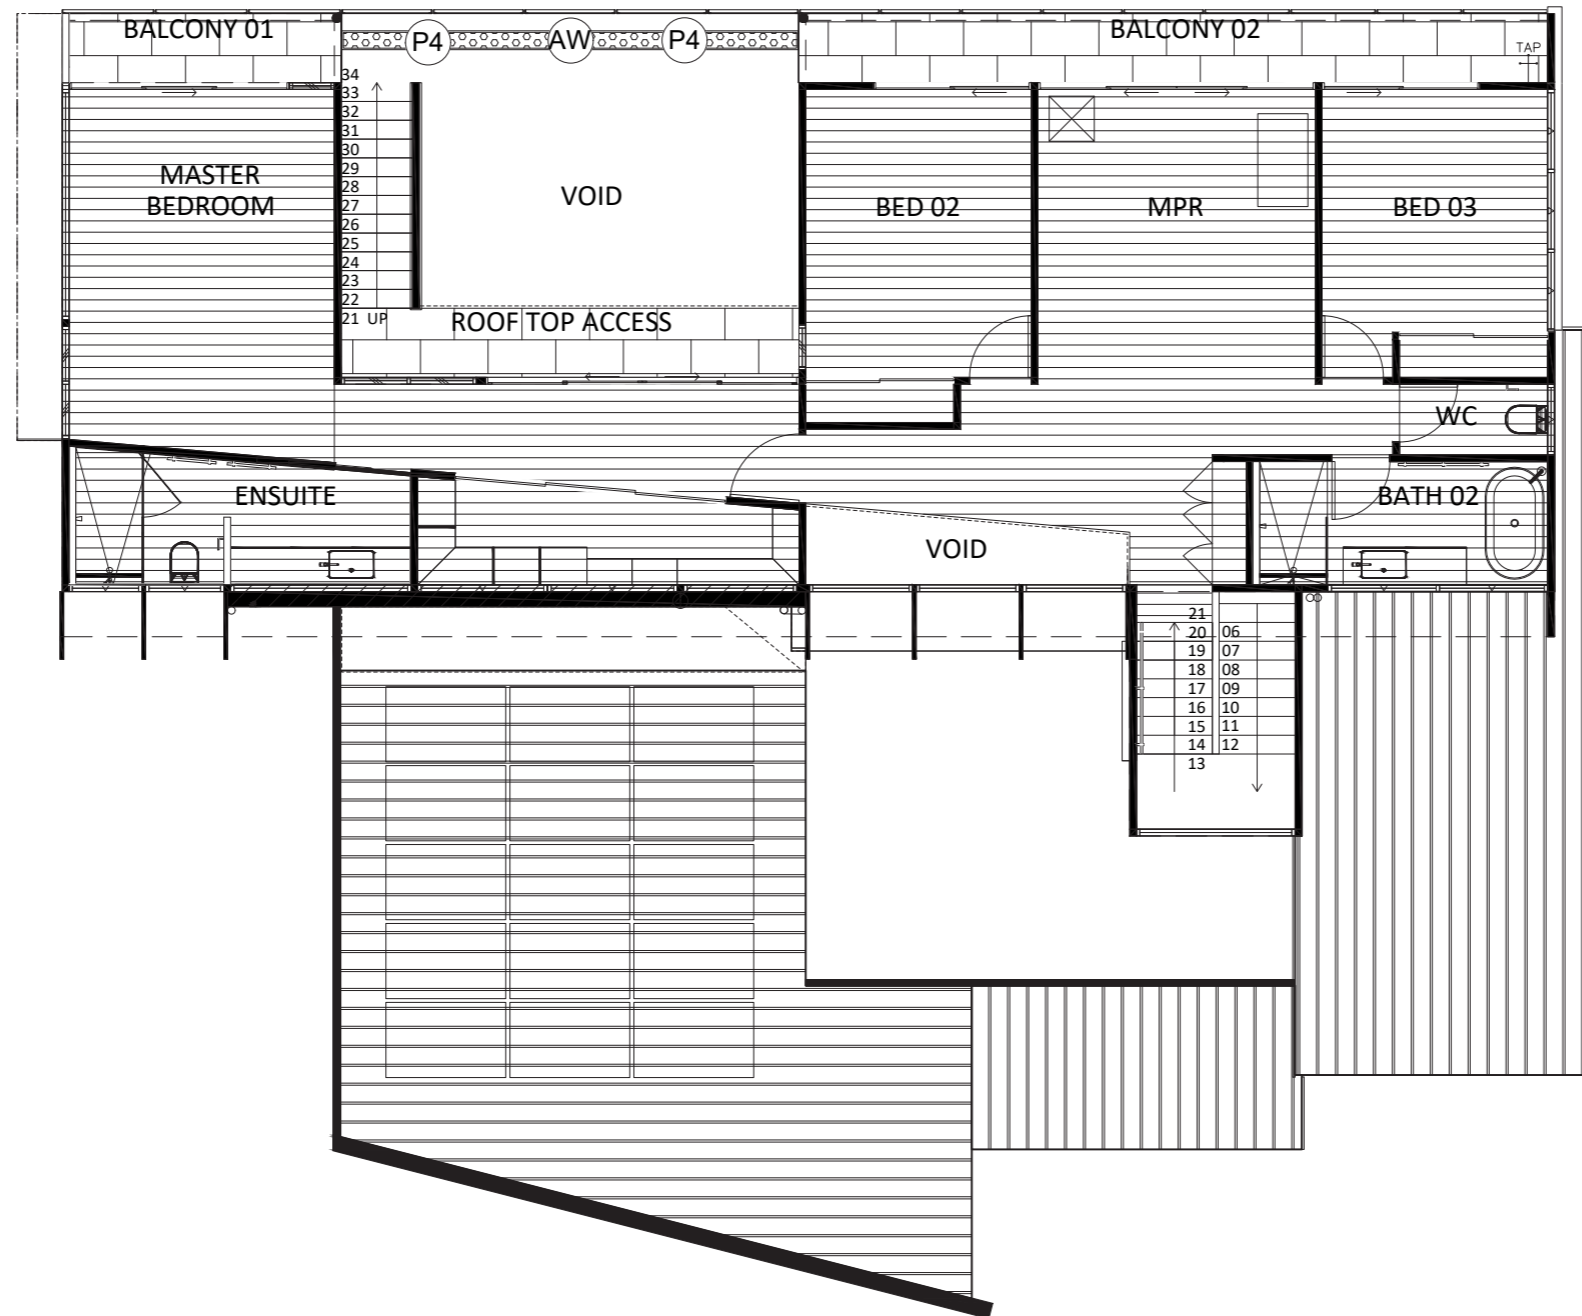 BALCONY 01
P4
AW
P4
BALCONY 02
TAP
34
33
32
31
30
29
28
27
26
25
24
23
22
21 UP
MASTER
BEDROOM
VOID
BED 02
MPR
BED 03
ROOF TOP ACCESS
WC
ENSUITE
BATH 02
VOID
21
20
19
18
17
16
15
14
13
06
07
08
09
10
11
12